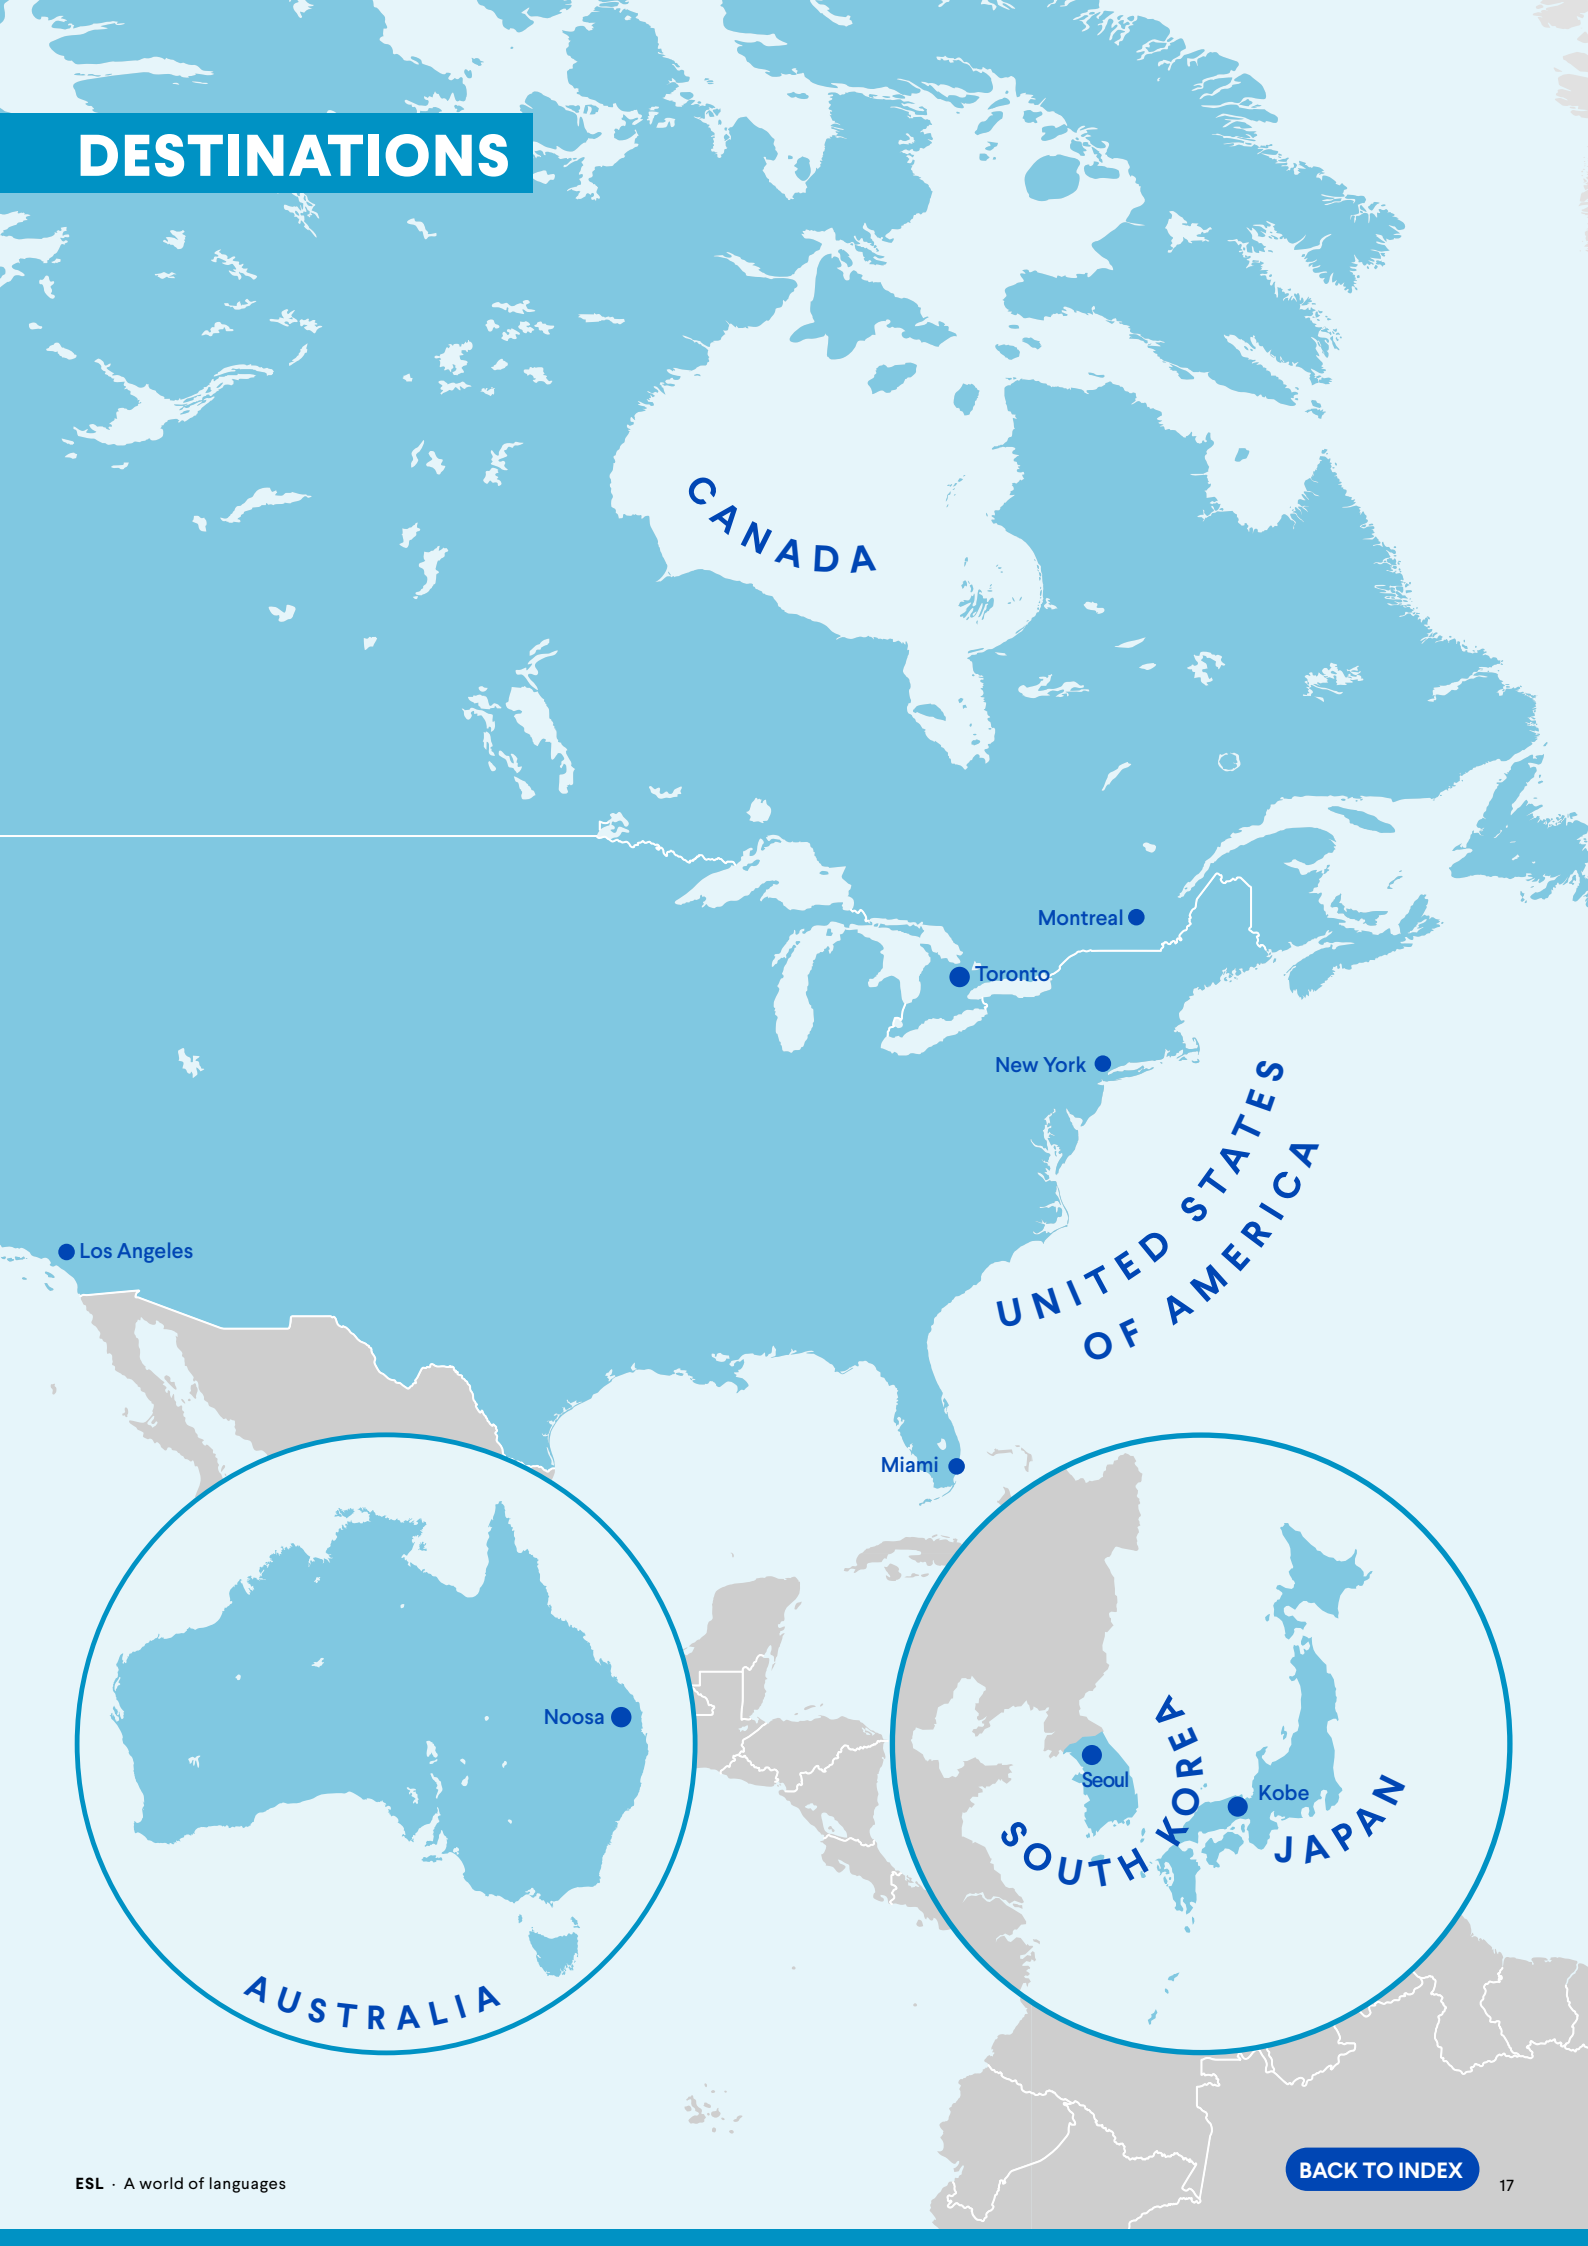 DESTINATIONS
CANADA
Montreal
Toronto
New York
UNITED STATES
OF AMERICA
Los Angeles
Miami
Noosa
AUSTRALIA
Seoul
SOUTH KOREA
Kobe
JAPAN
ESL · A world of languages
BACK TO INDEX
17